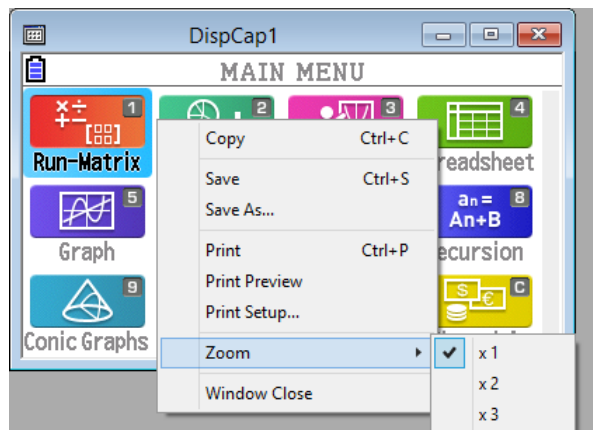 DispCap1
MAIN MENU
1
2
3
4
Run-Matrix
readsheet
5
8
an=
An+B
Graph
ecursion
9
C
$
€
Conic Graphs
Copy Ctrl+C
Save Ctrl+S
Save As...
Print Ctrl+P
Print Preview
Print Setup...
Zoom
Window Close
x 1
x 2
x 3